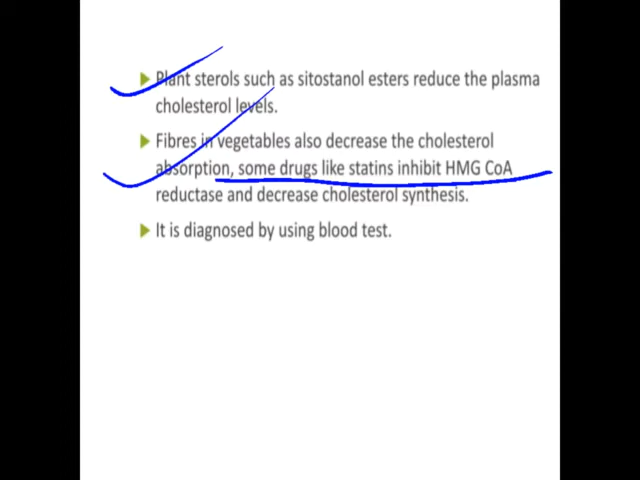 Plant sterols such as sitostanol esters reduce the plasma
cholesterol levels.
Fibres in vegetables also decrease the cholesterol
absorption, some drugs like statins inhibit HMG CoA
reductase and decrease cholesterol synthesis.
It is diagnosed by using blood test.